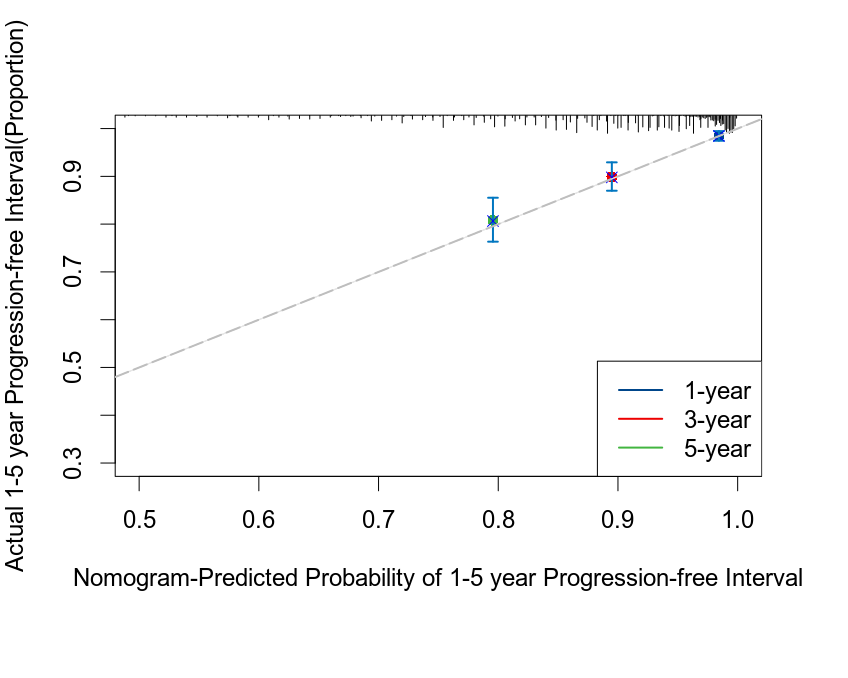 Actual 1-5 year Progression-free Interval(Proportion)
0.9
0.7
0.5
0.3
1-year
3-year
5-year
0.5 0.6 0.7 0.8 0.9 1.0
Nomogram-Predicted Probability of 1-5 year Progression-free Interval